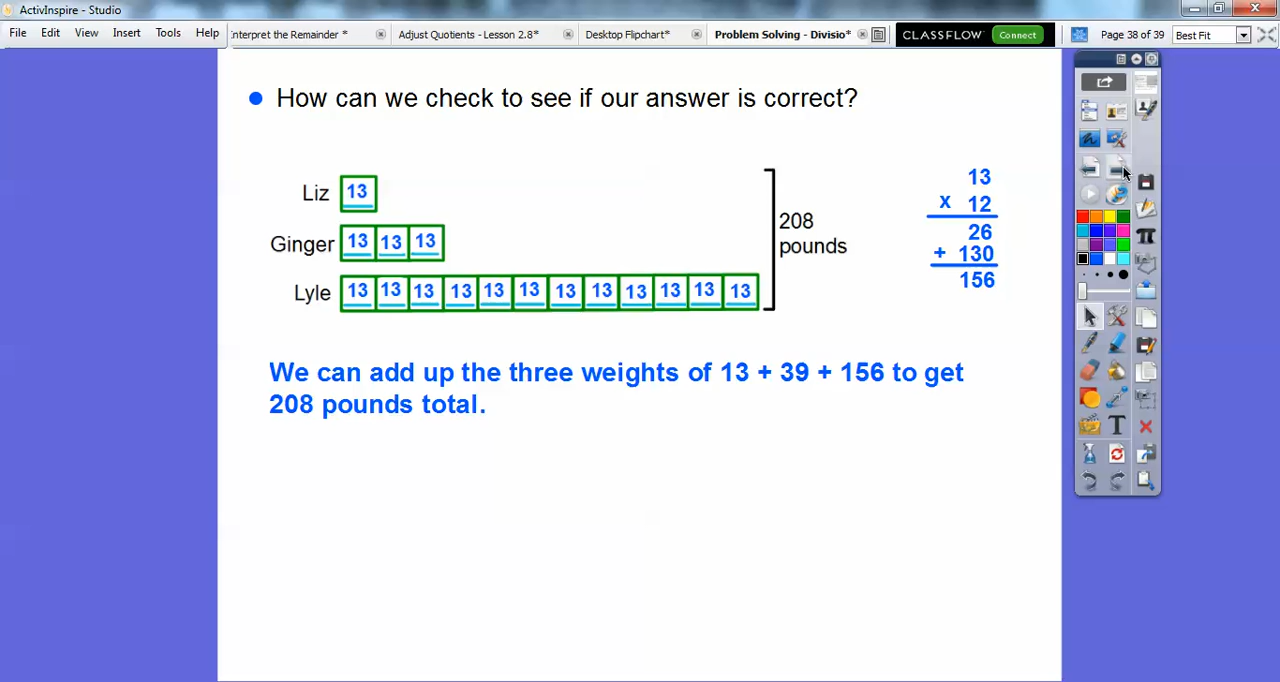 ActivInspire - Studio
File Edit View Insert Tools Help
Interpret the Remainder * Adjust Quotients - Lesson 2.8* Desktop Flipchart* Problem Solving - Divisio* CLASSFLOW Connect Page 38 of 39 Best Fit
How can we check to see if our answer is correct?
Liz 13
Ginger 13 13 13
Lyle 13 13 13 13 13 13 13 13 13 13 13 13
208
pounds
13
x 12
26
+ 130
156
We can add up the three weights of 13 + 39 + 156 to get
208 pounds total.